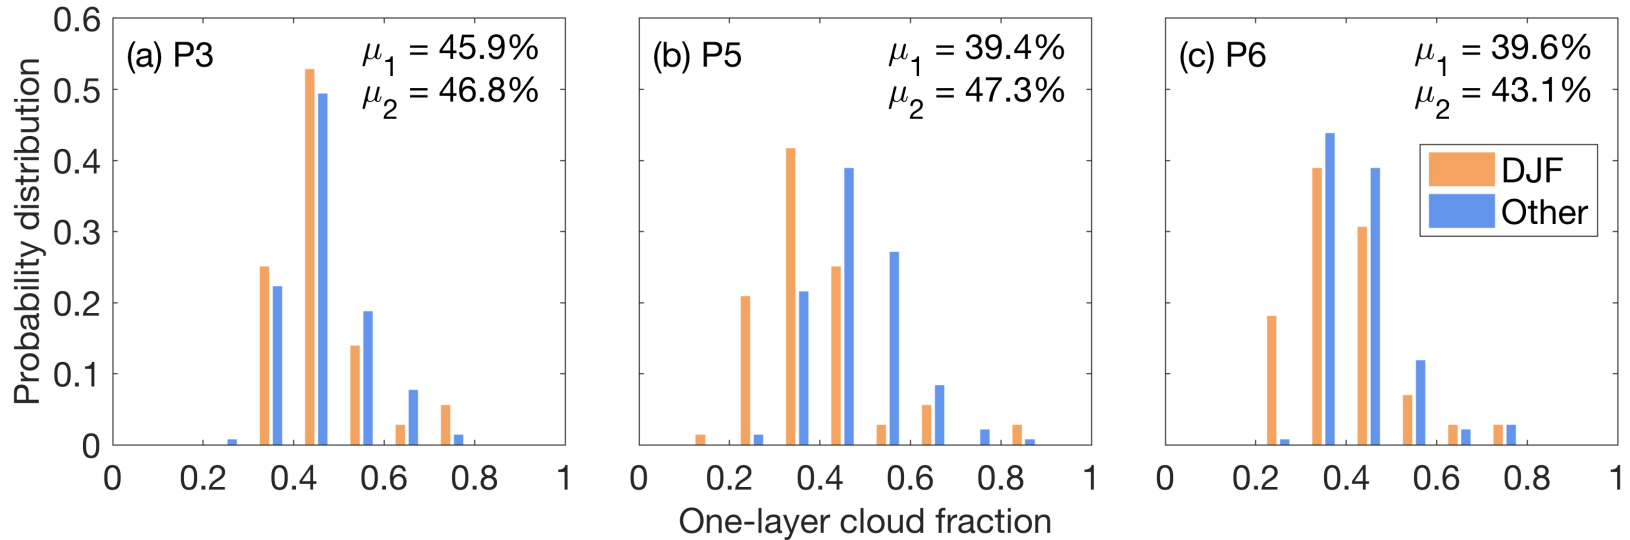 (a) P3
μ1 = 45.9%
μ2 = 46.8%
(b) P5
μ1 = 39.4%
μ2 = 47.3%
(c) P6
μ1 = 39.6%
μ2 = 43.1%
DJF
Other
Probability distribution
0.6
0.5
0.4
0.3
0.2
0.1
0
0 0.2 0.4 0.6 0.8 1
0 0.2 0.4 0.6 0.8 1
0 0.2 0.4 0.6 0.8 1
One-layer cloud fraction